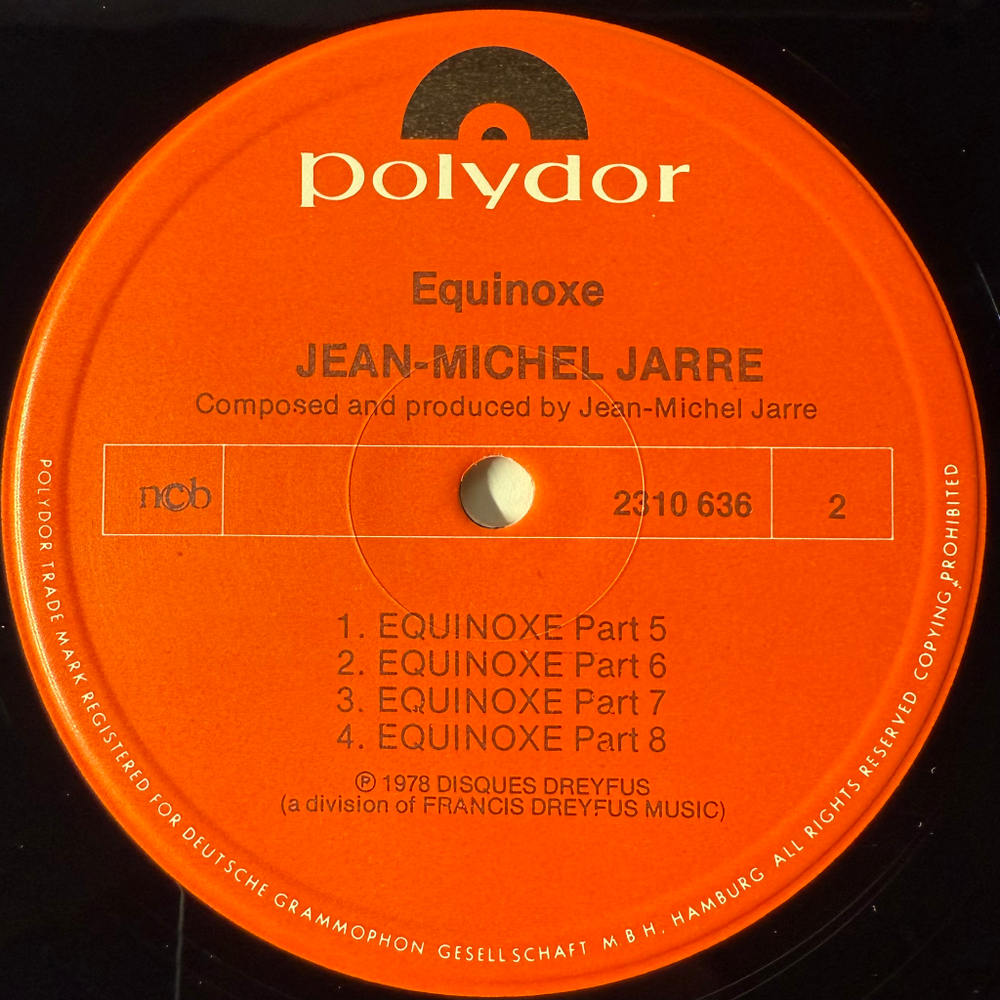 polydor
Equinoxe
JEAN-MICHEL JARRE
Composed and produced by Jean-Michel Jarre
ncb
2310 636
2
1. EQUINOXE Part 5
2. EQUINOXE Part 6
3. EQUINOXE Part 7
4. EQUINOXE Part 8
℗ 1978 DISQUES DREYFUS
(a division of FRANCIS DREYFUS MUSIC)
POLYDOR TRADE MARK REGISTERED FOR DEUTSCHE GRAMMOPHON GESELLSCHAFT M B H, HAMBURG ALL RIGHTS RESERVED COPYING PROHIBITED